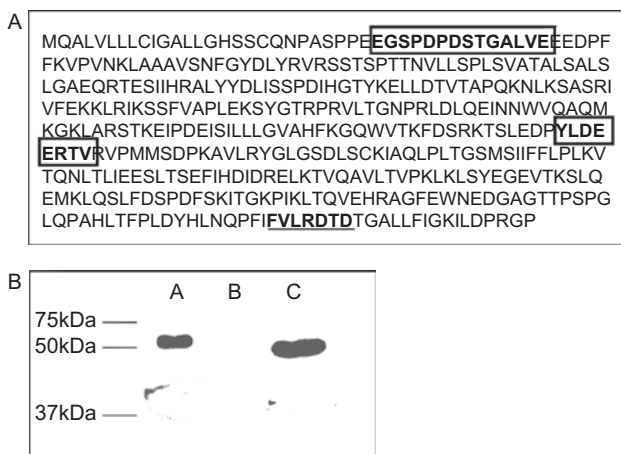 A
MQALVLLLCIGALLGHSSCQNPASPPEEGSPDPDSTGALVEEEDPF
FKVPVNKLAAAVSNFGYDLYRVRSSTSPTTNVLLSPLSVATALSALS
LGAEQRTESIIHRALYYDLISSPDIHGTYKELLDTVTAPQKNLKSASRI
VFEKKLRIKSSFVAPLEKSYGTRPRVLTGNPRLDLQEINNWVQAQM
KGKLARSTKEIPDEISILLLGVAHFKGQWVTKFDSRKTSLEDPYLDE
ERTVRVPMMSDPKAVLRYGLGSDLSCKIAQLPLTGSMSIIFFLPLKV
TQNLTLIEESLTSEFIHDIDRELKTVQAVLTVPKLKLSYEGEVTKSLQ
EMKLQSLFDSPDFSKITGKPIKLTQVEHRAGFEWNEDGAGTTPSPG
LQPAHLTFPLDYHLNQPFIFVLRDTDTGALLFIGKILDPRGP
B
A B C
75kDa
50kDa
37kDa